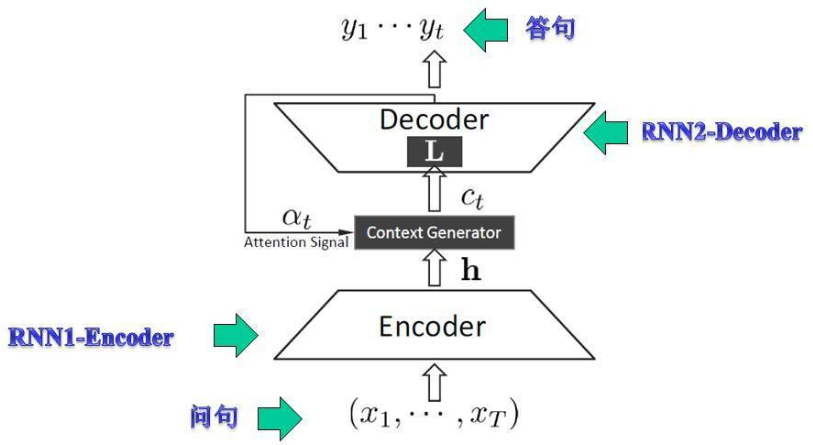 y₁ ⋯ yₜ 答句
Decoder
RNN2-Decoder
L
cₜ
αₜ
Attention Signal
Context Generator
h
RNN1-Encoder
Encoder
问句
(x₁, ⋯ , x_T)